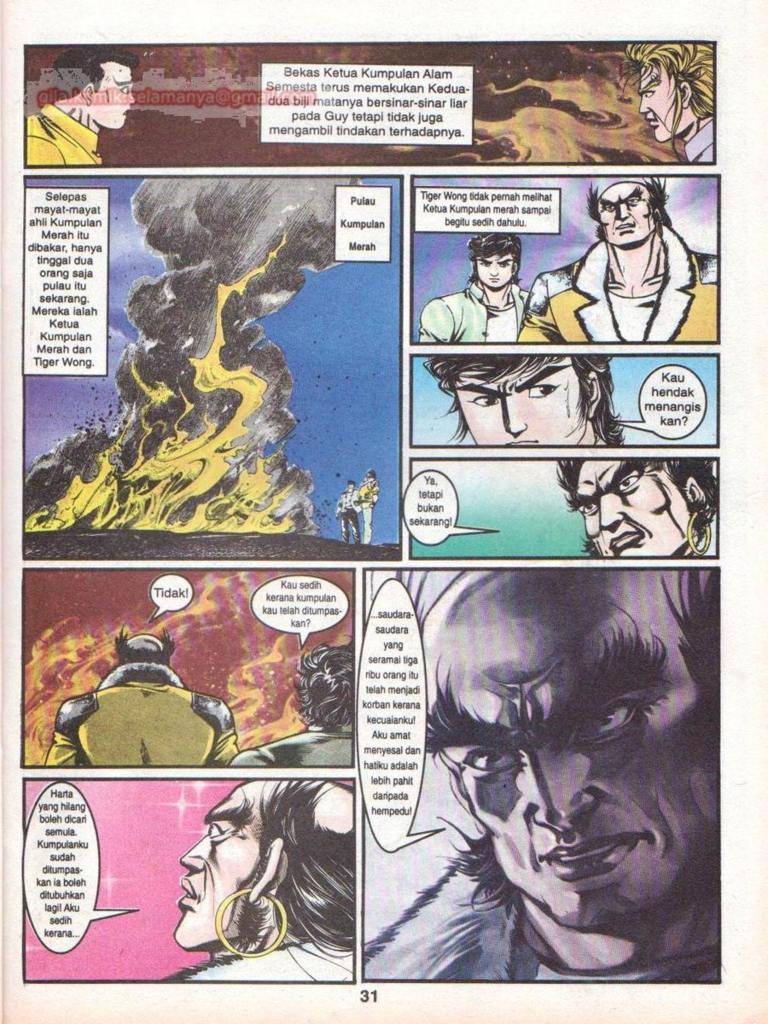 Bekas Ketua Kumpulan Alam
Semesta terus memakukan Kedua-
dua biji matanya bersinar-sinar liar
pada Guy tetapi tidak juga
mengambil tindakan terhadapnya.
Selepas
mayat-mayat
ahli Kumpulan
Merah itu
dibakar, hanya
tinggal dua
orang saja
pulau itu
sekarang.
Mereka ialah
Ketua
Kumpulan
Merah dan
Tiger Wong.
Pulau
Kumpulan
Merah
Tiger Wong tidak pernah melihat
Ketua Kumpulan merah sampai
begitu sedih dahulu.
Kau
hendak
menangis
kan?
Ya,
tetapi
bukan
sekarang!
Kau sedih
kerana kumpulan
kau telah ditumpas-
kan?
Tidak!
Harta
yang hilang
boleh dicari
semula.
Kumpulanku
sudah
ditumpas-
kan ia boleh
ditubuhkan
lagi! Aku
sedih
kerana...
...saudara-
saudara
yang
seramai tiga
ribu orang itu
telah menjadi
korban kerana
kecuaianku!
Aku amat
menyesal dan
hatiku adalah
lebih pahit
daripada
hempedu!
31